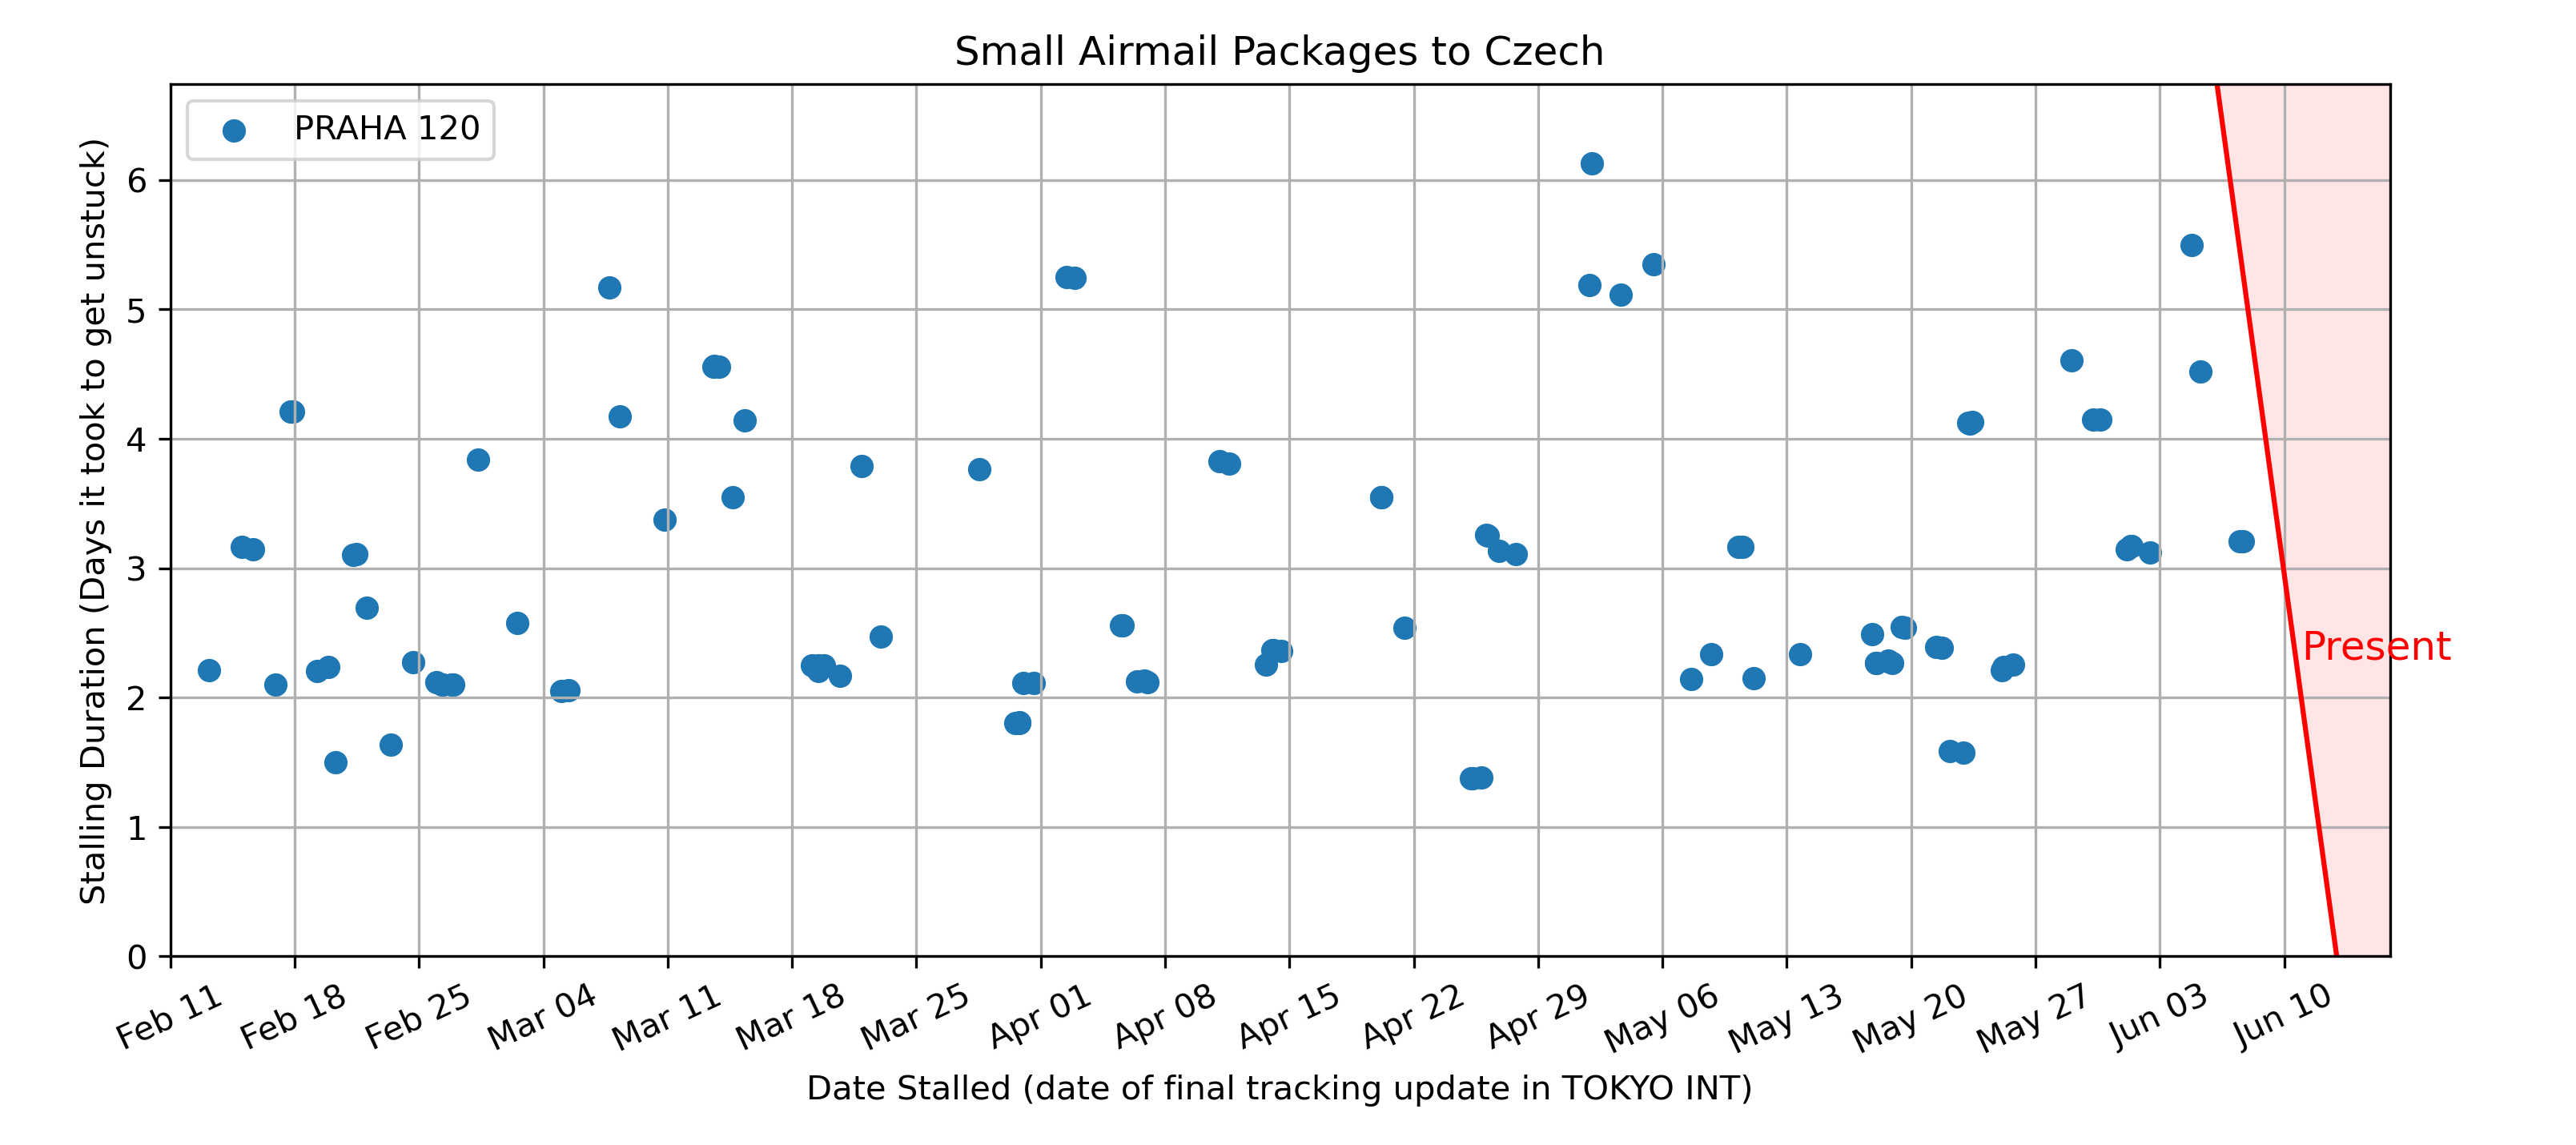 Small Airmail Packages to Czech
PRAHA 120
Stalling Duration (Days it took to get unstuck)
6
5
4
3
2
1
0
Present
Feb 11
Feb 18
Feb 25
Mar 04
Mar 11
Mar 18
Mar 25
Apr 01
Apr 08
Apr 15
Apr 22
Apr 29
May 06
May 13
May 20
May 27
Jun 03
Jun 10
Date Stalled (date of final tracking update in TOKYO INT)